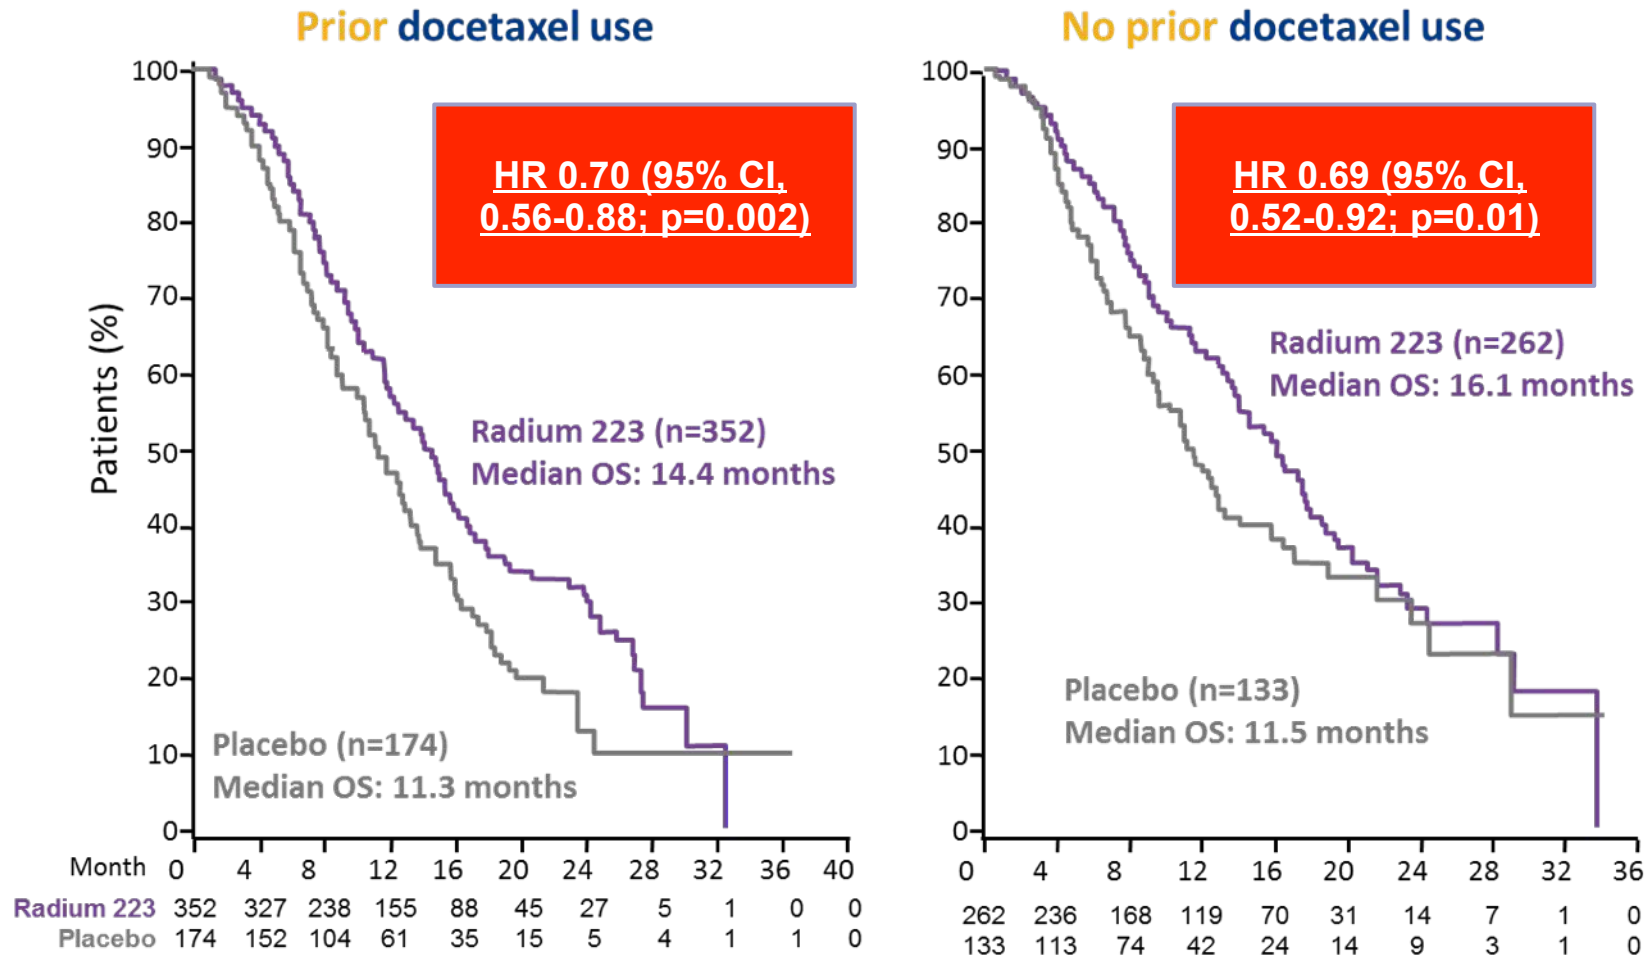 Prior docetaxel use
100
90
80
70
60
50
40
30
20
10
0
Patients (%)
HR 0.70 (95% CI,
0.56-0.88; p=0.002)
Radium 223 (n=352)
Median OS: 14.4 months
Placebo (n=174)
Median OS: 11.3 months
Month 0 4 8 12 16 20 24 28 32 36 40
Radium 223 352 327 238 155 88 45 27 5 1 0 0
Placebo 174 152 104 61 35 15 5 4 1 1 0
No prior docetaxel use
100
90
80
70
60
50
40
30
20
10
0
HR 0.69 (95% CI,
0.52-0.92; p=0.01)
Radium 223 (n=262)
Median OS: 16.1 months
Placebo (n=133)
Median OS: 11.5 months
0 4 8 12 16 20 24 28 32 36
262 236 168 119 70 31 14 7 1 0
133 113 74 42 24 14 9 3 1 0